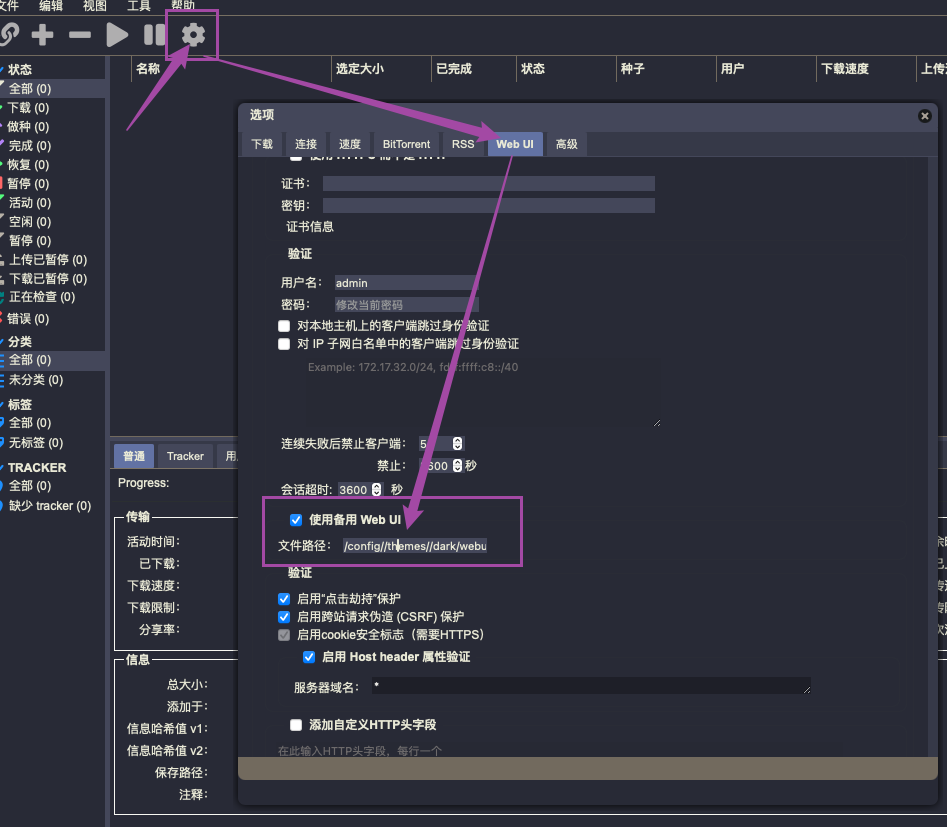 文件 编辑 视图 工具 帮助
名称 选定大小 已完成 状态 种子 用户 下载速度
状态
全部 (0)
下载 (0)
做种 (0)
完成 (0)
恢复 (0)
暂停 (0)
活动 (0)
空闲 (0)
暂停 (0)
上传已暂停 (0)
下载已暂停 (0)
正在检查 (0)
错误 (0)
分类
全部 (0)
未分类 (0)
标签
全部 (0)
无标签 (0)
TRACKER
全部 (0)
缺少 tracker (0)
选项
下载 连接 速度 BitTorrent RSS Web UI 高级
证书：
密钥：
证书信息
验证
用户名： admin
密码： 修改当前密码
对本地主机上的客户端跳过身份验证
对 IP 子网白名单中的客户端跳过身份验证
Example: 172.17.32.0/24, fdff:ffff:c8::/40
连续失败后禁止客户端： 5
禁止： 3600 秒
会话超时: 3600 秒
使用备用 Web UI
文件路径： /config//themes//dark/webu
验证
启用“点击劫持”保护
启用跨站请求伪造 (CSRF) 保护
启用cookie安全标志（需要HTTPS）
启用 Host header 属性验证
服务器域名： *
添加自定义HTTP头字段
在此输入HTTP头字段，每行一个
普通 Tracker
Progress:
传输
活动时间：
已下载：
下载速度：
下载限制：
分享率：
信息
总大小：
添加于：
信息哈希值 v1：
信息哈希值 v2：
保存路径：
注释：